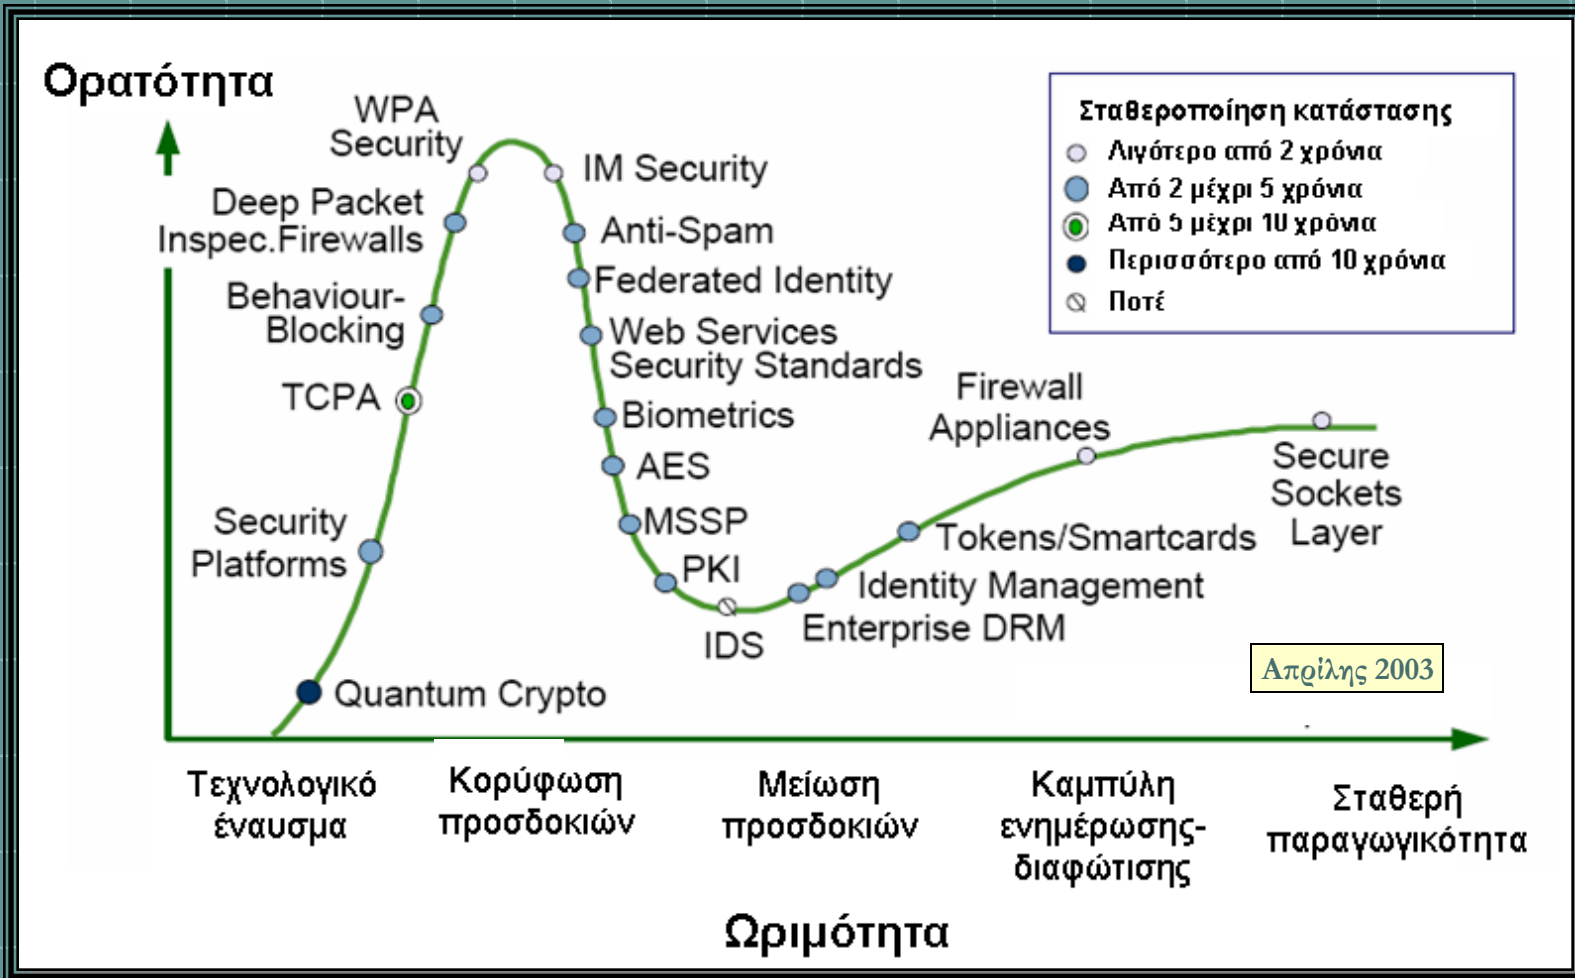 Ορατότητα
WPA
Security
Deep Packet
Inspec.Firewalls
Behaviour-
Blocking
TCPA
Security
Platforms
Quantum Crypto
IM Security
Anti-Spam
Federated Identity
Web Services
Security Standards
Biometrics
AES
MSSP
PKI
IDS
Enterprise DRM
Identity Management
Tokens/Smartcards
Firewall
Appliances
Secure
Sockets
Layer
Σταθεροποίηση κατάστασης
Λιγότερο από 2 χρόνια
Από 2 μέχρι 5 χρόνια
Από 5 μέχρι 10 χρόνια
Περισσότερο από 10 χρόνια
Ποτέ
Απρίλης 2003
Τεχνολογικό
έναυσμα
Κορύφωση
προσδοκιών
Μείωση
προσδοκιών
Καμπύλη
ενημέρωσης-
διαφώτισης
Σταθερή
παραγωγικότητα
Ωριμότητα